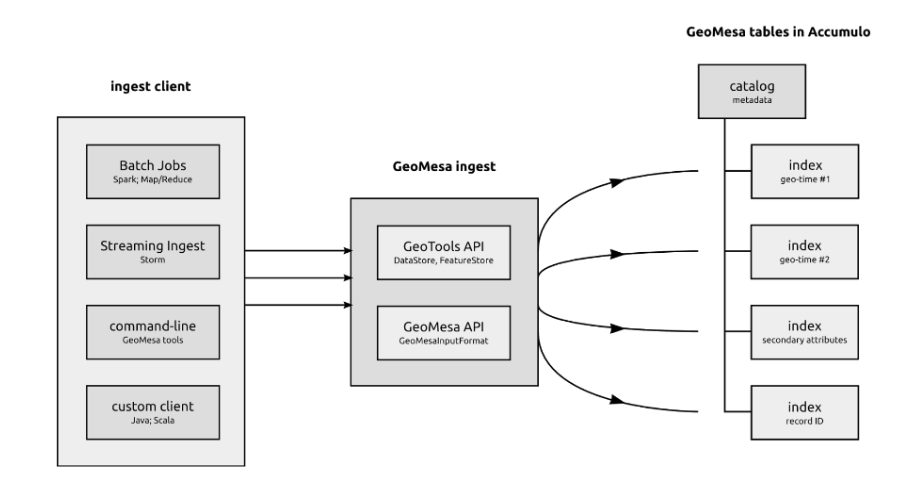 GeoMesa tables in Accumulo
ingest client
catalog
metadata
Batch Jobs
Spark; Map/Reduce
Streaming Ingest
Storm
command-line
GeoMesa tools
custom client
Java; Scala
GeoMesa ingest
GeoTools API
DataStore, FeatureStore
GeoMesa API
GeoMesaInputFormat
index
geo-time #1
index
geo-time #2
index
secondary attributes
index
record ID